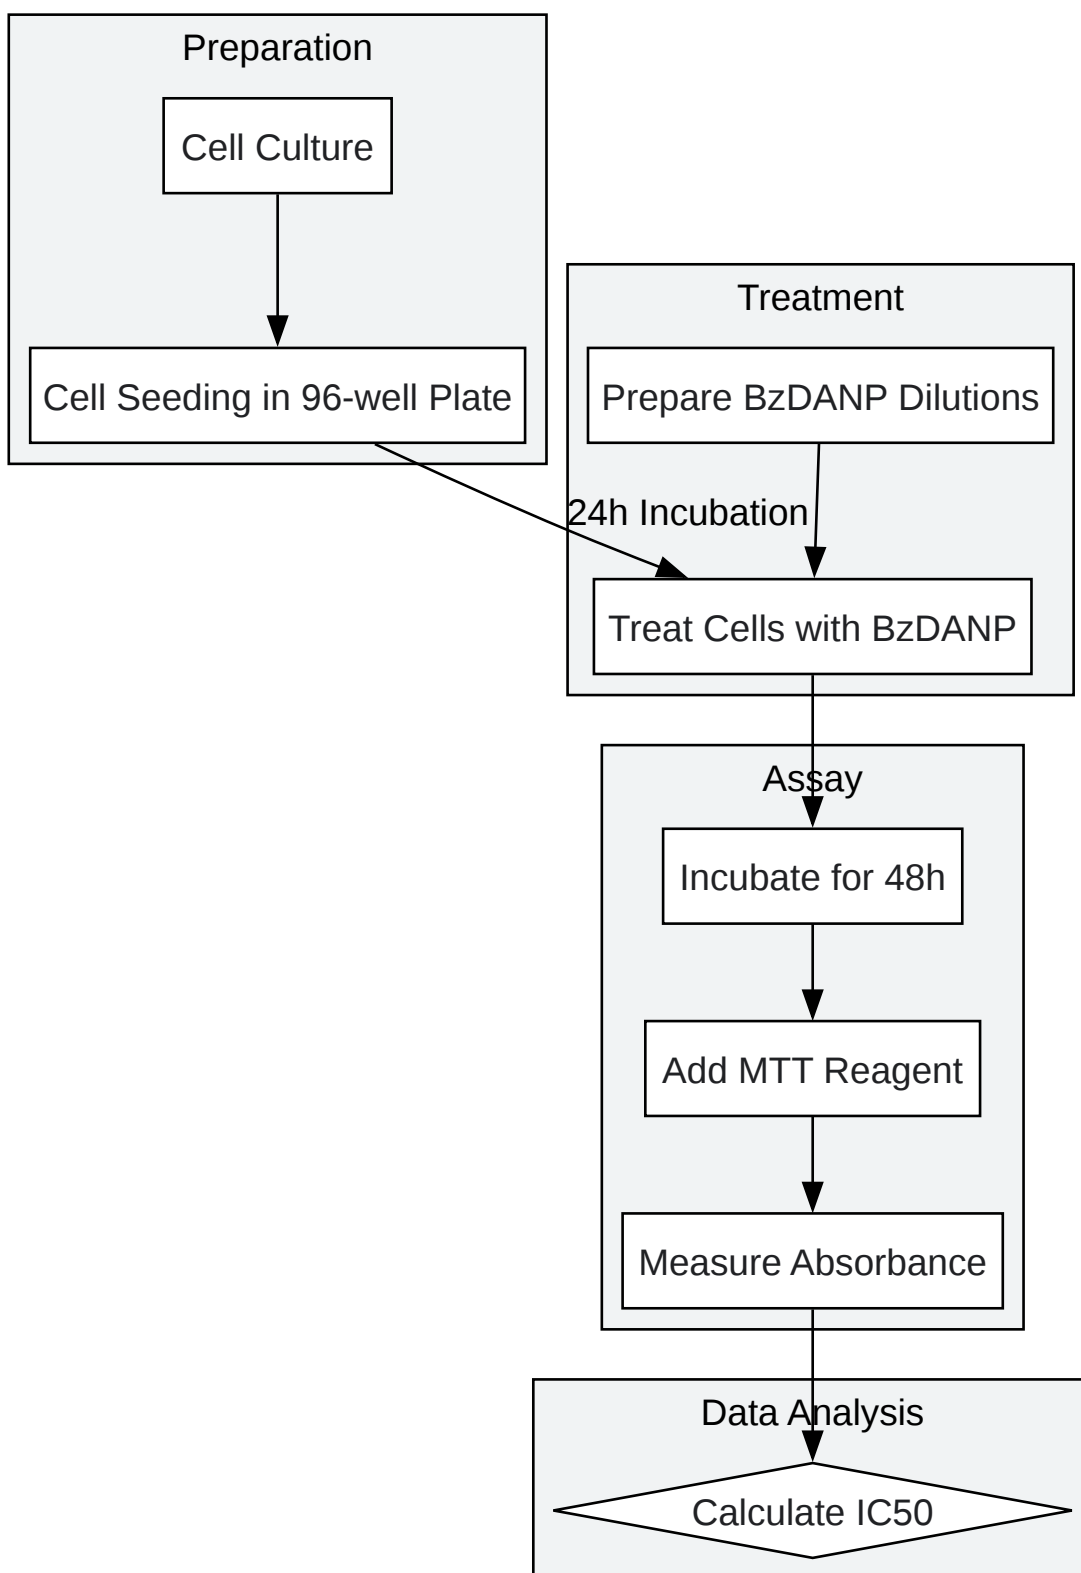 Preparation
Cell Culture
Cell Seeding in 96-well Plate
Treatment
Prepare BzDANP Dilutions
24h Incubation
Treat Cells with BzDANP
Assay
Incubate for 48h
Add MTT Reagent
Measure Absorbance
Data Analysis
Calculate IC50